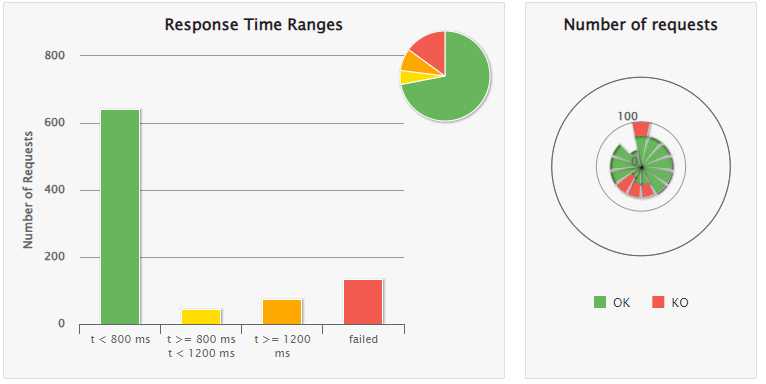 Response Time Ranges
Number of requests
Number of Requests
800
600
400
200
0
t < 800 ms
t >= 800 ms
t < 1200 ms
t >= 1200
ms
failed
100
0
OK
KO